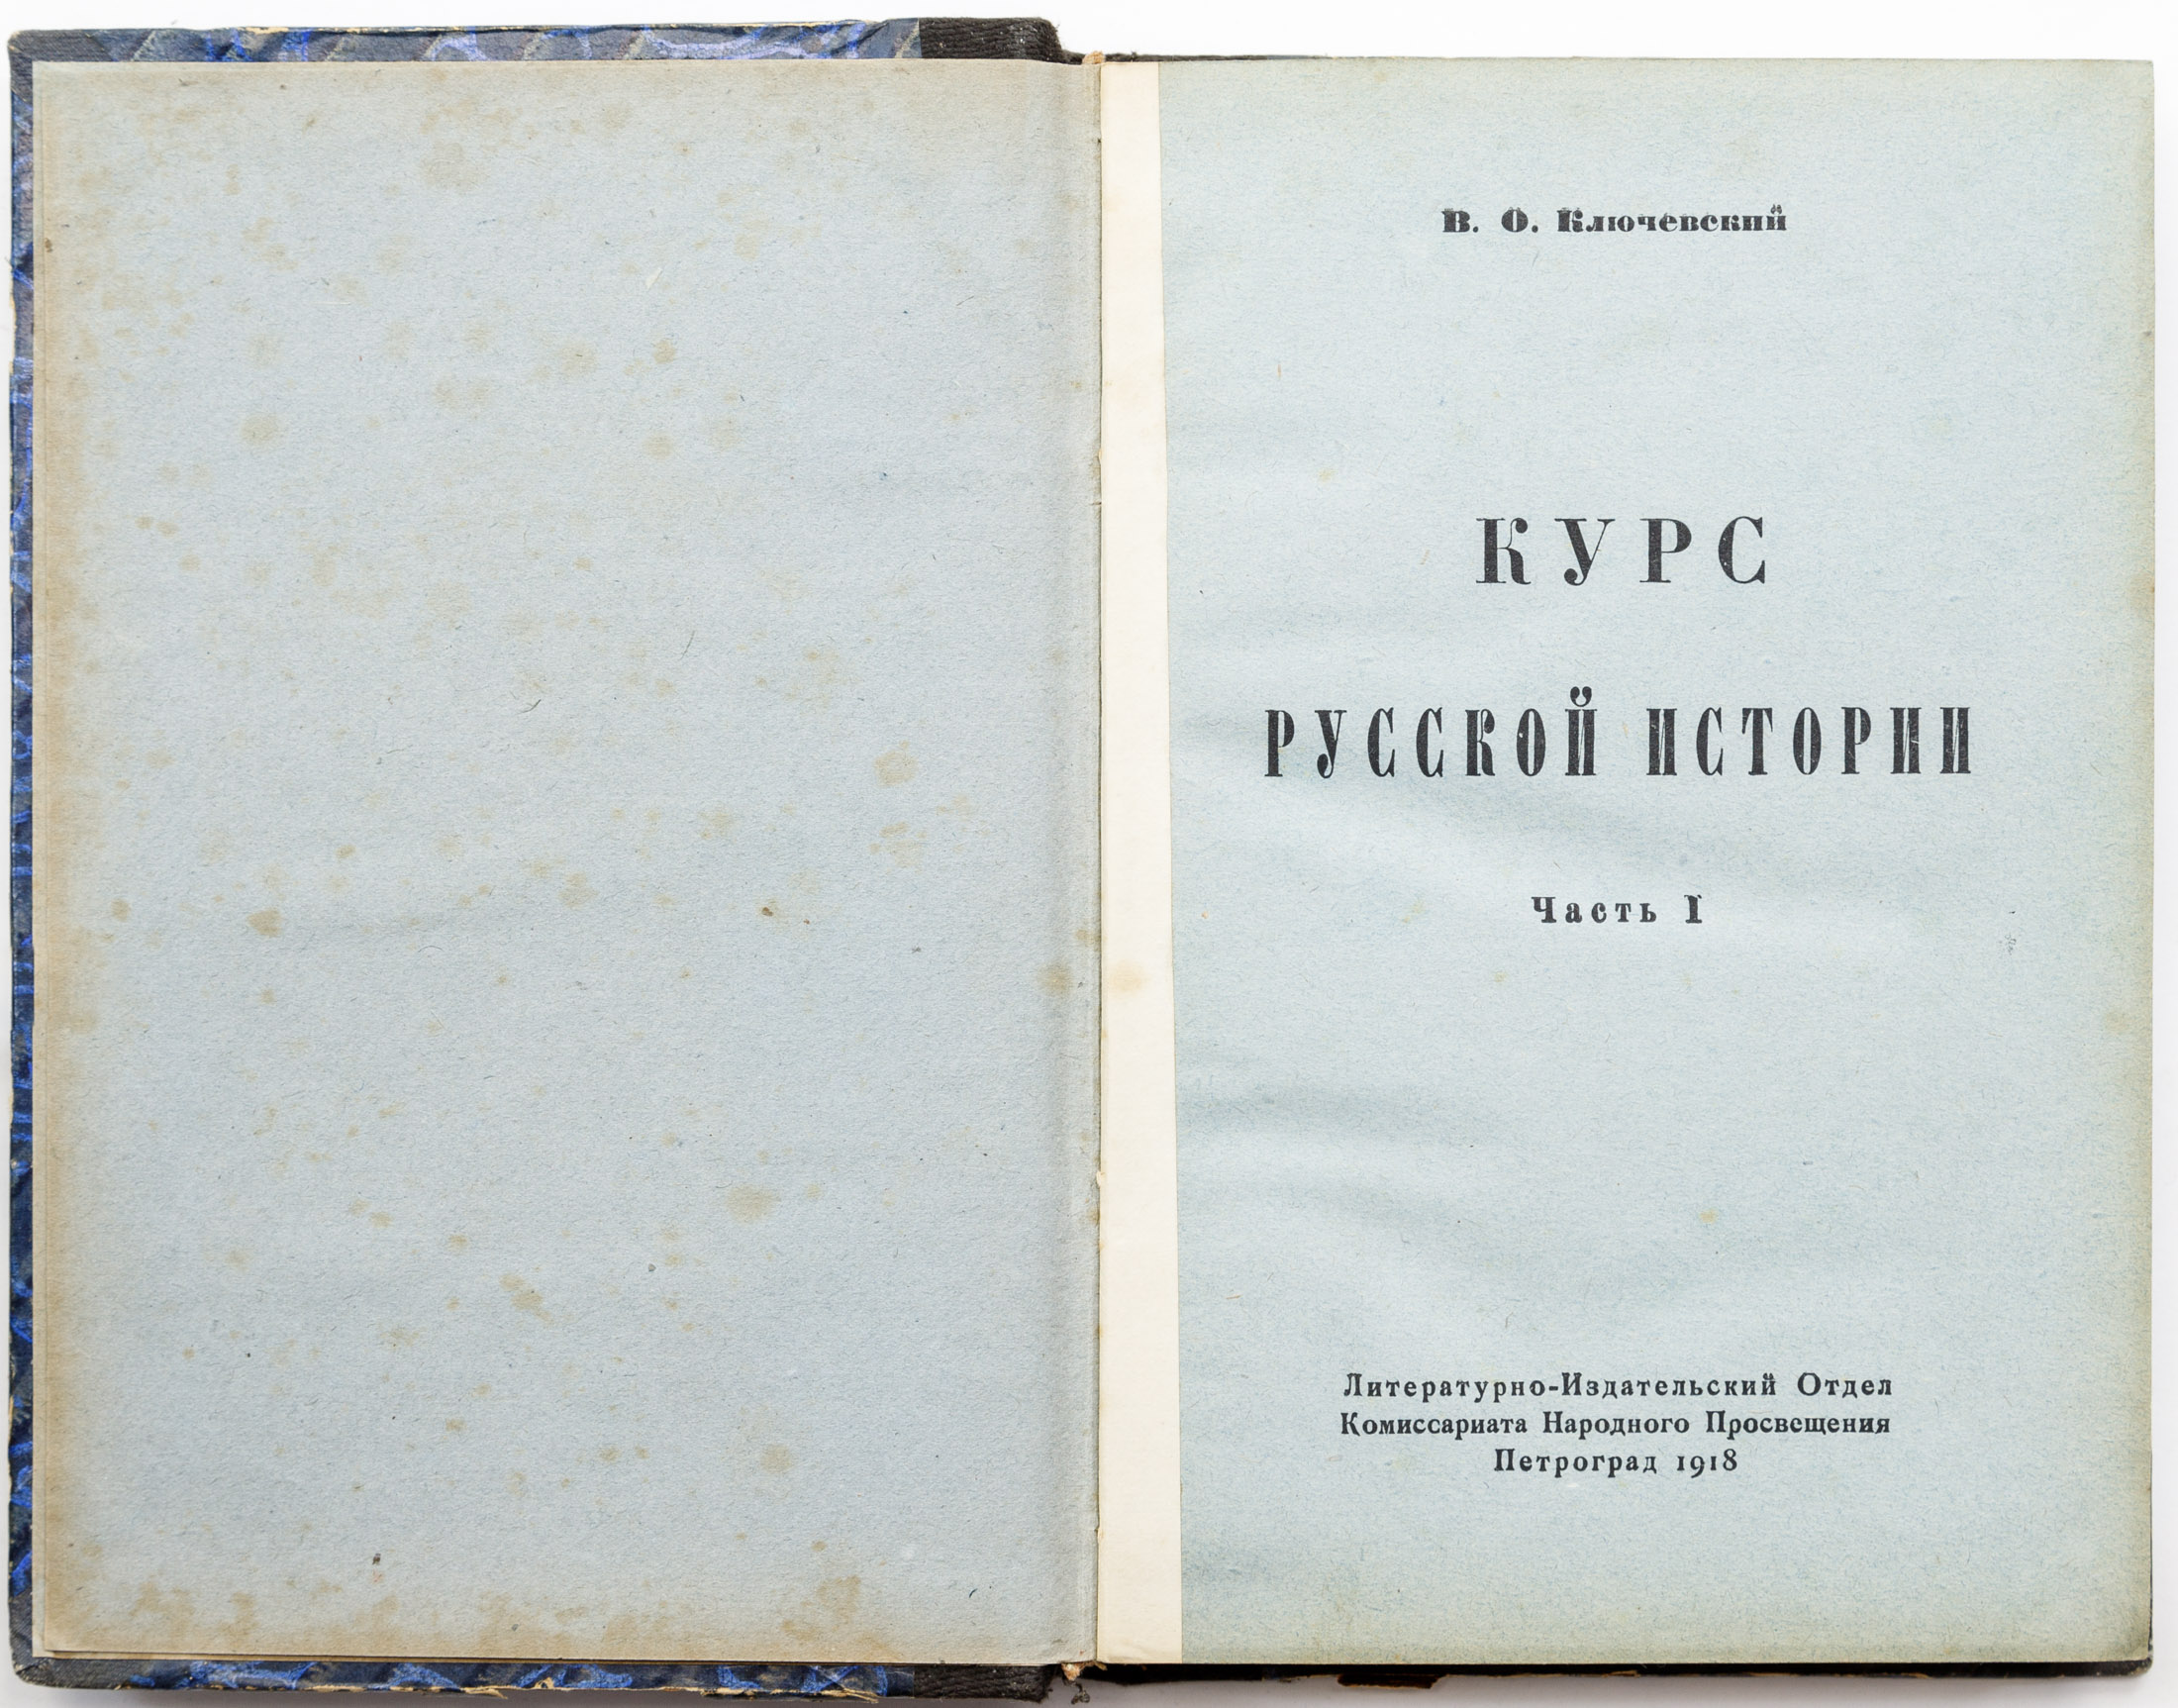 В. О. Ключевский
КУРС
РУССКОЙ ИСТОРИИ
Часть I
Литературно-Издательский Отдел
Комиссариата Народного Просвещения
Петроград 1918